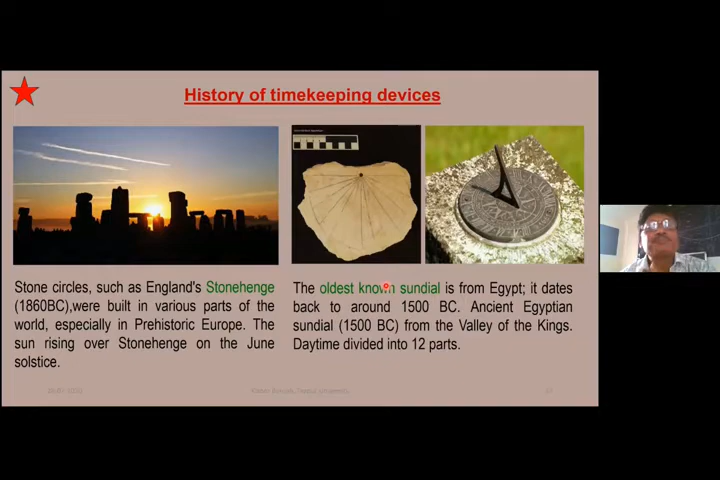 History of timekeeping devices
Stone circles, such as England's Stonehenge
(1860BC),were built in various parts of the
world, especially in Prehistoric Europe. The
sun rising over Stonehenge on the June
solstice.
The oldest known sundial is from Egypt; it dates
back to around 1500 BC. Ancient Egyptian
sundial (1500 BC) from the Valley of the Kings.
Daytime divided into 12 parts.